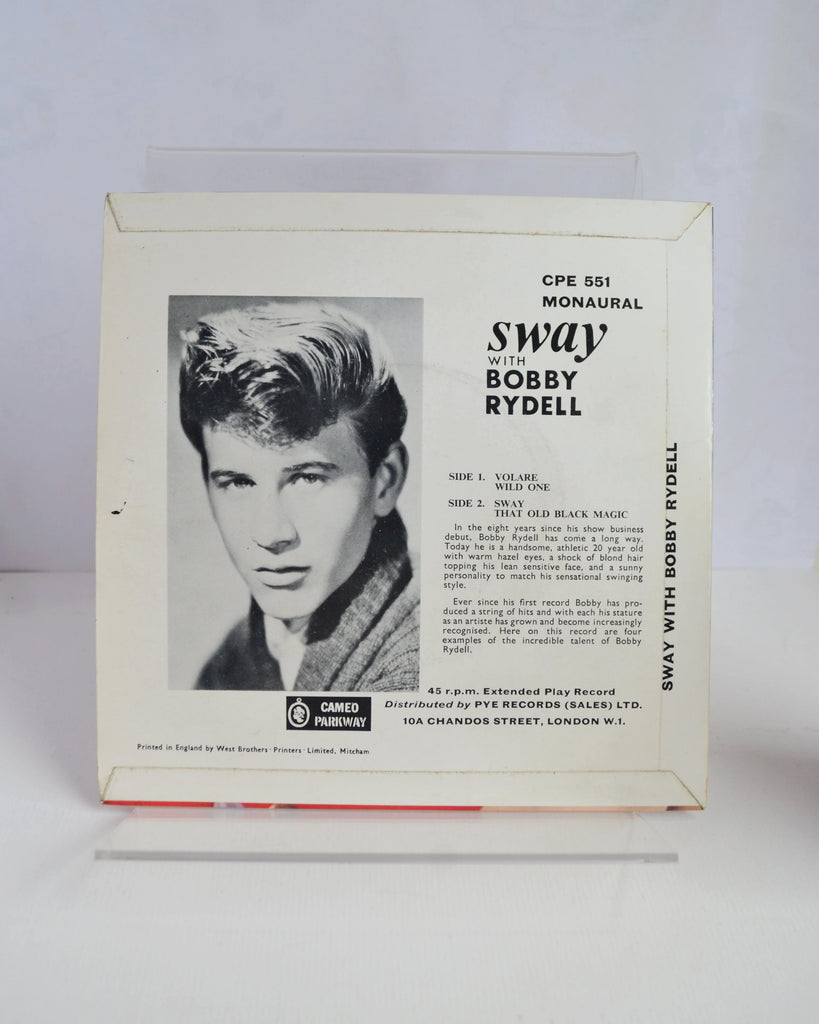 CPE 551
MONAURAL
sway
WITH
BOBBY
RYDELL
SIDE 1. VOLARE
WILD ONE
SIDE 2. SWAY
THAT OLD BLACK MAGIC
In the eight years since his show business
debut, Bobby Rydell has come a long way.
Today he is a handsome, athletic 20 year old
with warm hazel eyes, a shock of blond hair
topping his lean sensitive face, and a sunny
personality to match his sensational swinging
style.
Ever since his first record Bobby has pro-
duced a string of hits and with each his stature
as an artiste has grown and become increasingly
recognised. Here on this record are four
examples of the incredible talent of Bobby
Rydell.
SWAY WITH BOBBY RYDELL
45 r.p.m. Extended Play Record
Distributed by PYE RECORDS (SALES) LTD.
10A CHANDOS STREET, LONDON W.1.
CAMEO
PARKWAY
Printed in England by West Brothers · Printers · Limited, Mitcham